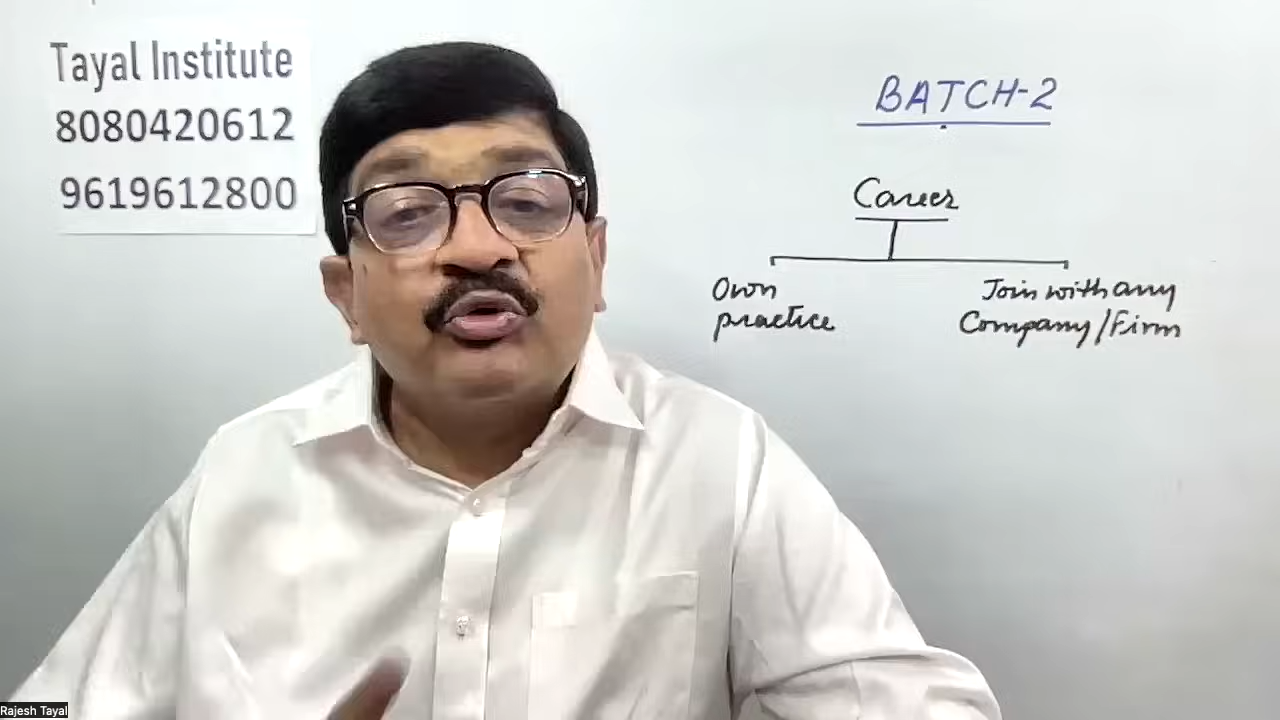 Tayal Institute
8080420612
9619612800
BATCH-2
Career
Own
practice
Join with any
Company/Firm
Rajesh Tayal